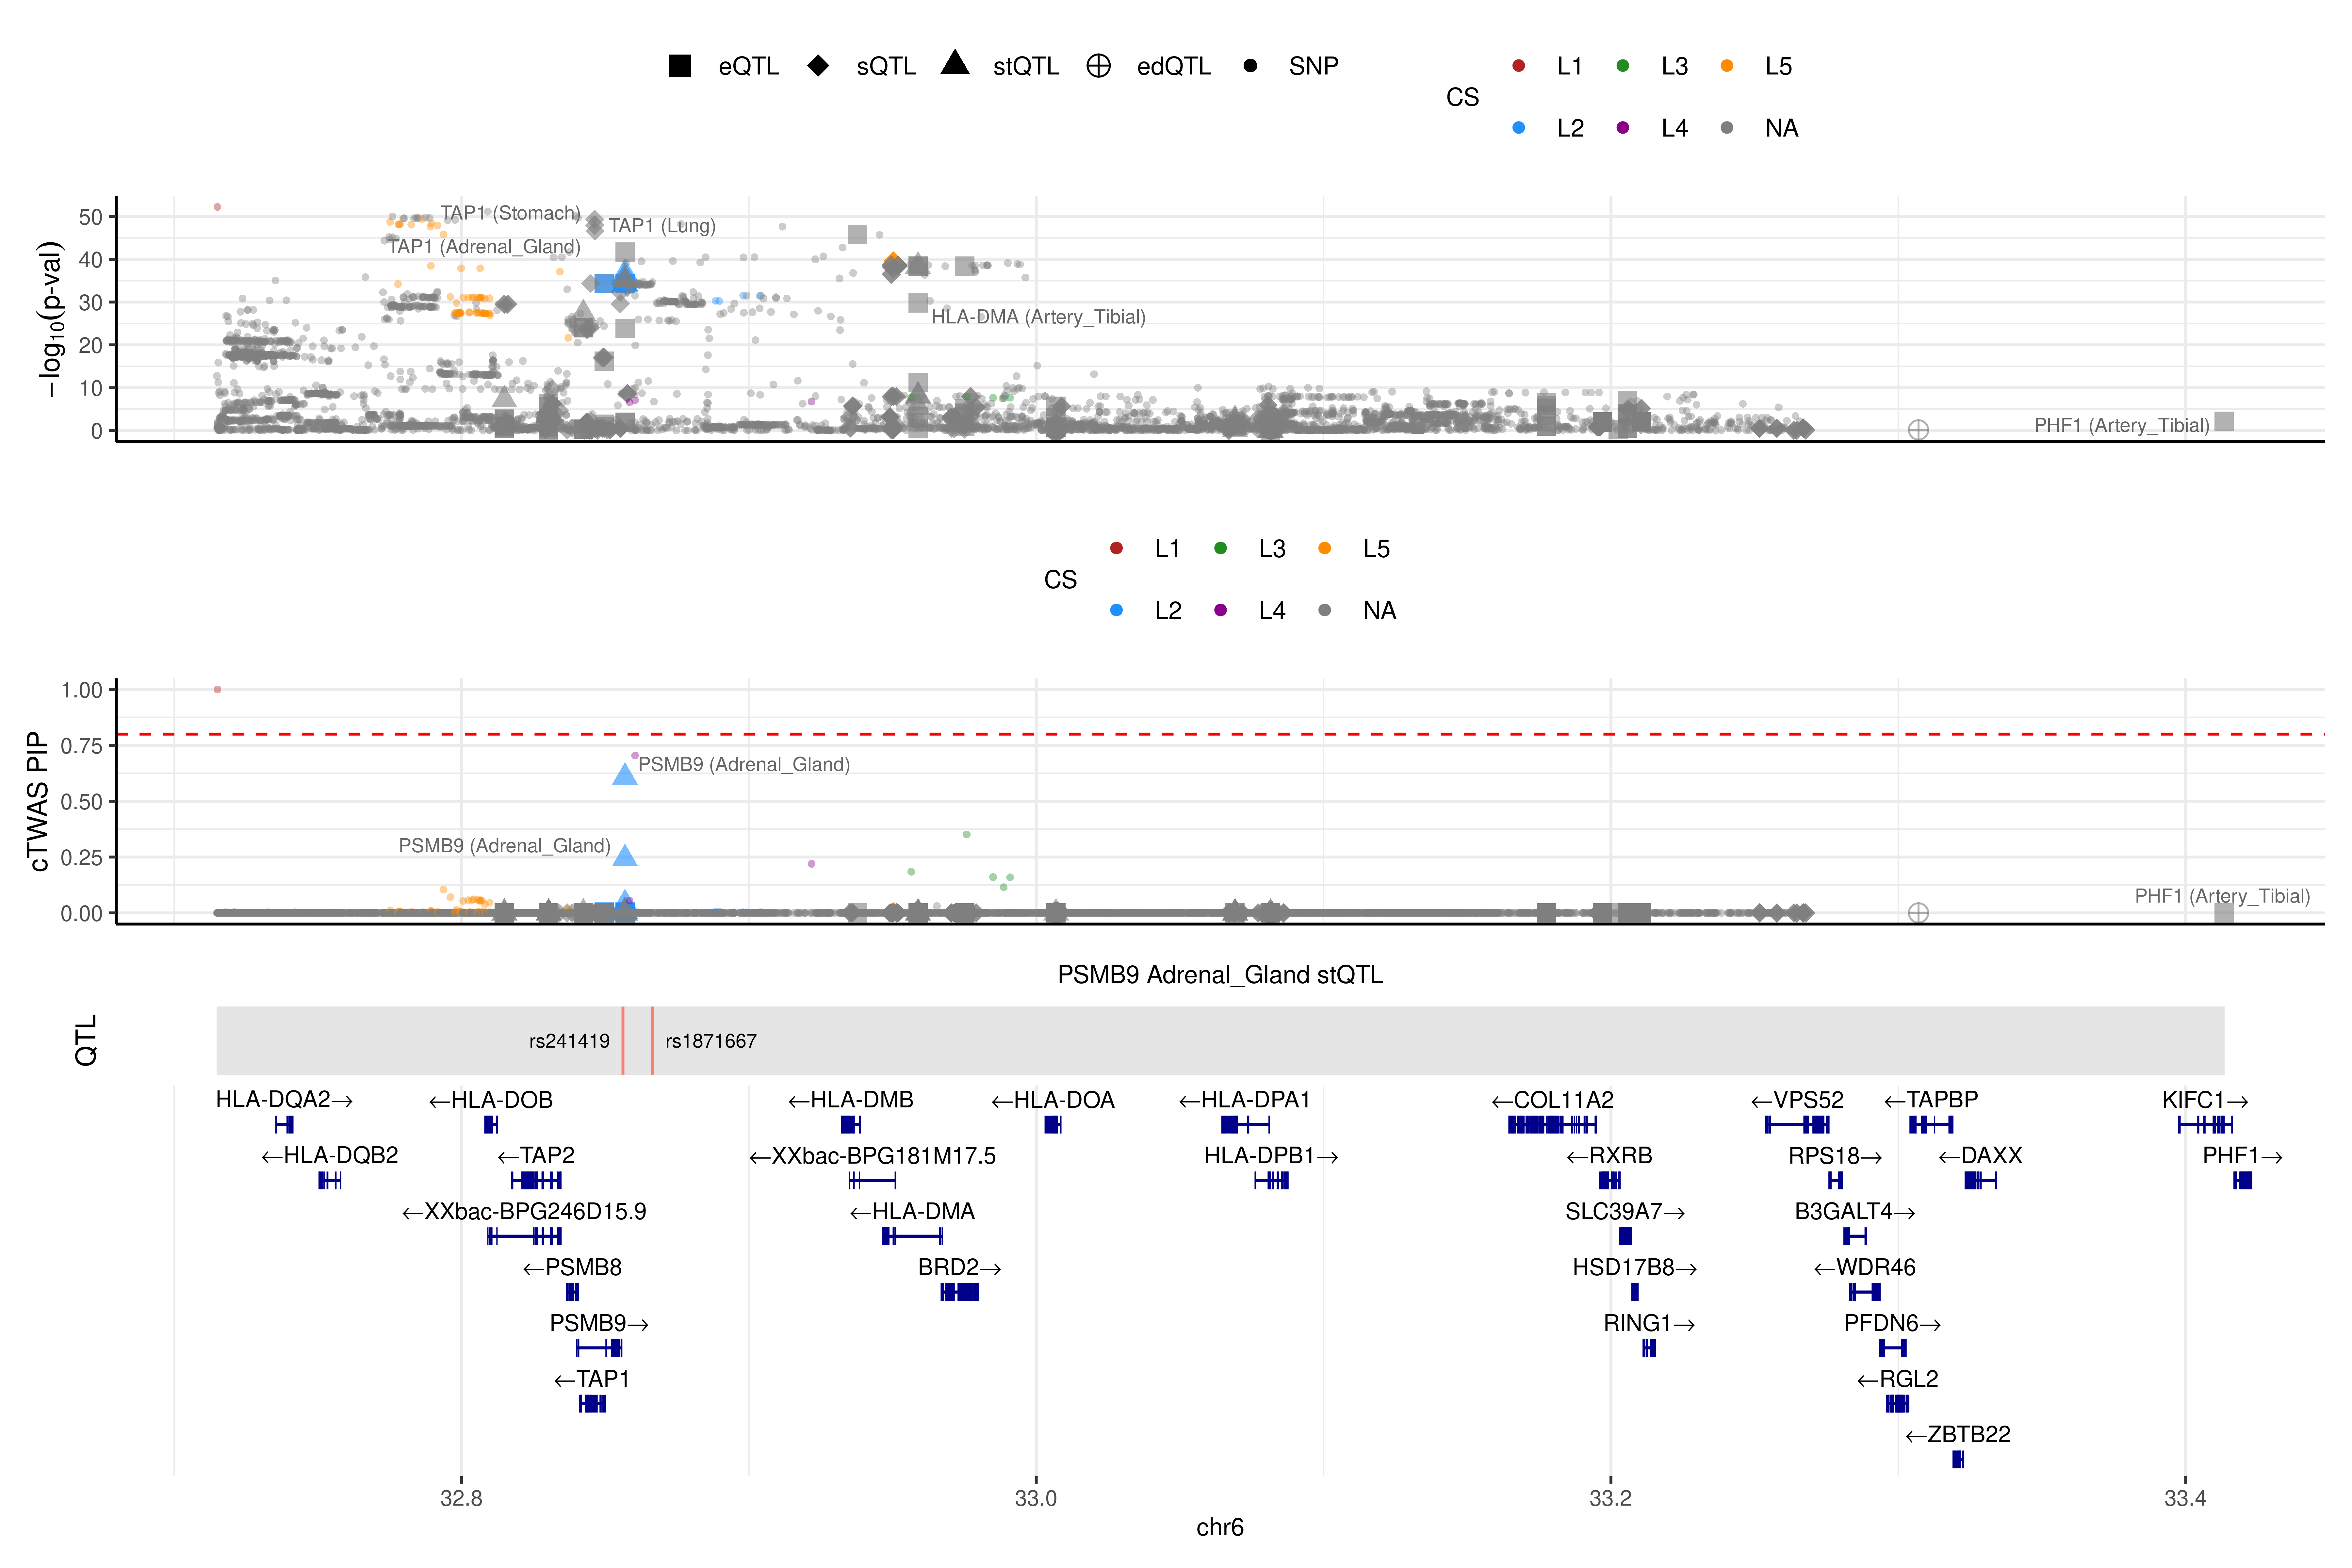 eQTL sQTL stQTL edQTL SNP
CS
L1 L3 L5
L2 L4 NA
−log10(p-val)
50
40
30
20
10
0
TAP1 (Stomach)
TAP1 (Lung)
TAP1 (Adrenal_Gland)
HLA-DMA (Artery_Tibial)
PHF1 (Artery_Tibial)
CS
L1 L3 L5
L2 L4 NA
cTWAS PIP
1.00
0.75
0.50
0.25
0.00
PSMB9 (Adrenal_Gland)
PSMB9 (Adrenal_Gland)
PHF1 (Artery_Tibial)
PSMB9 Adrenal_Gland stQTL
QTL
rs241419 rs1871667
HLA-DQA2→ ←HLA-DOB ←HLA-DMB ←HLA-DOA ←HLA-DPA1 ←COL11A2 ←VPS52 ←TAPBP KIFC1→
←HLA-DQB2 ←TAP2 ←XXbac-BPG181M17.5 HLA-DPB1→ ←RXRB RPS18→ ←DAXX PHF1→
←XXbac-BPG246D15.9 ←HLA-DMA SLC39A7→ B3GALT4→
←PSMB8 BRD2→ HSD17B8→ ←WDR46
PSMB9→ RING1→ PFDN6→
←TAP1 ←RGL2
←ZBTB22
32.8 33.0 33.2 33.4
chr6